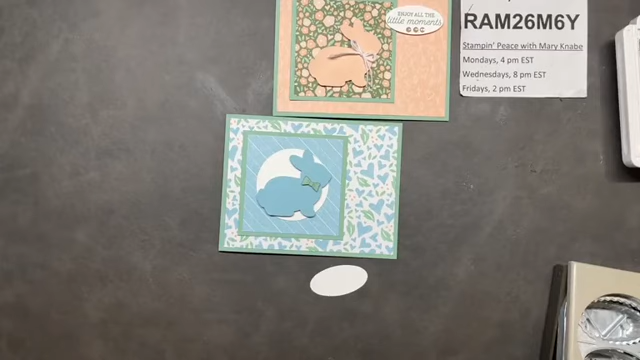 ENJOY ALL THE
little moments
RAM26M6Y
Stampin' Peace with Mary Knabe
Mondays, 4 pm EST
Wednesdays, 8 pm EST
Fridays, 2 pm EST